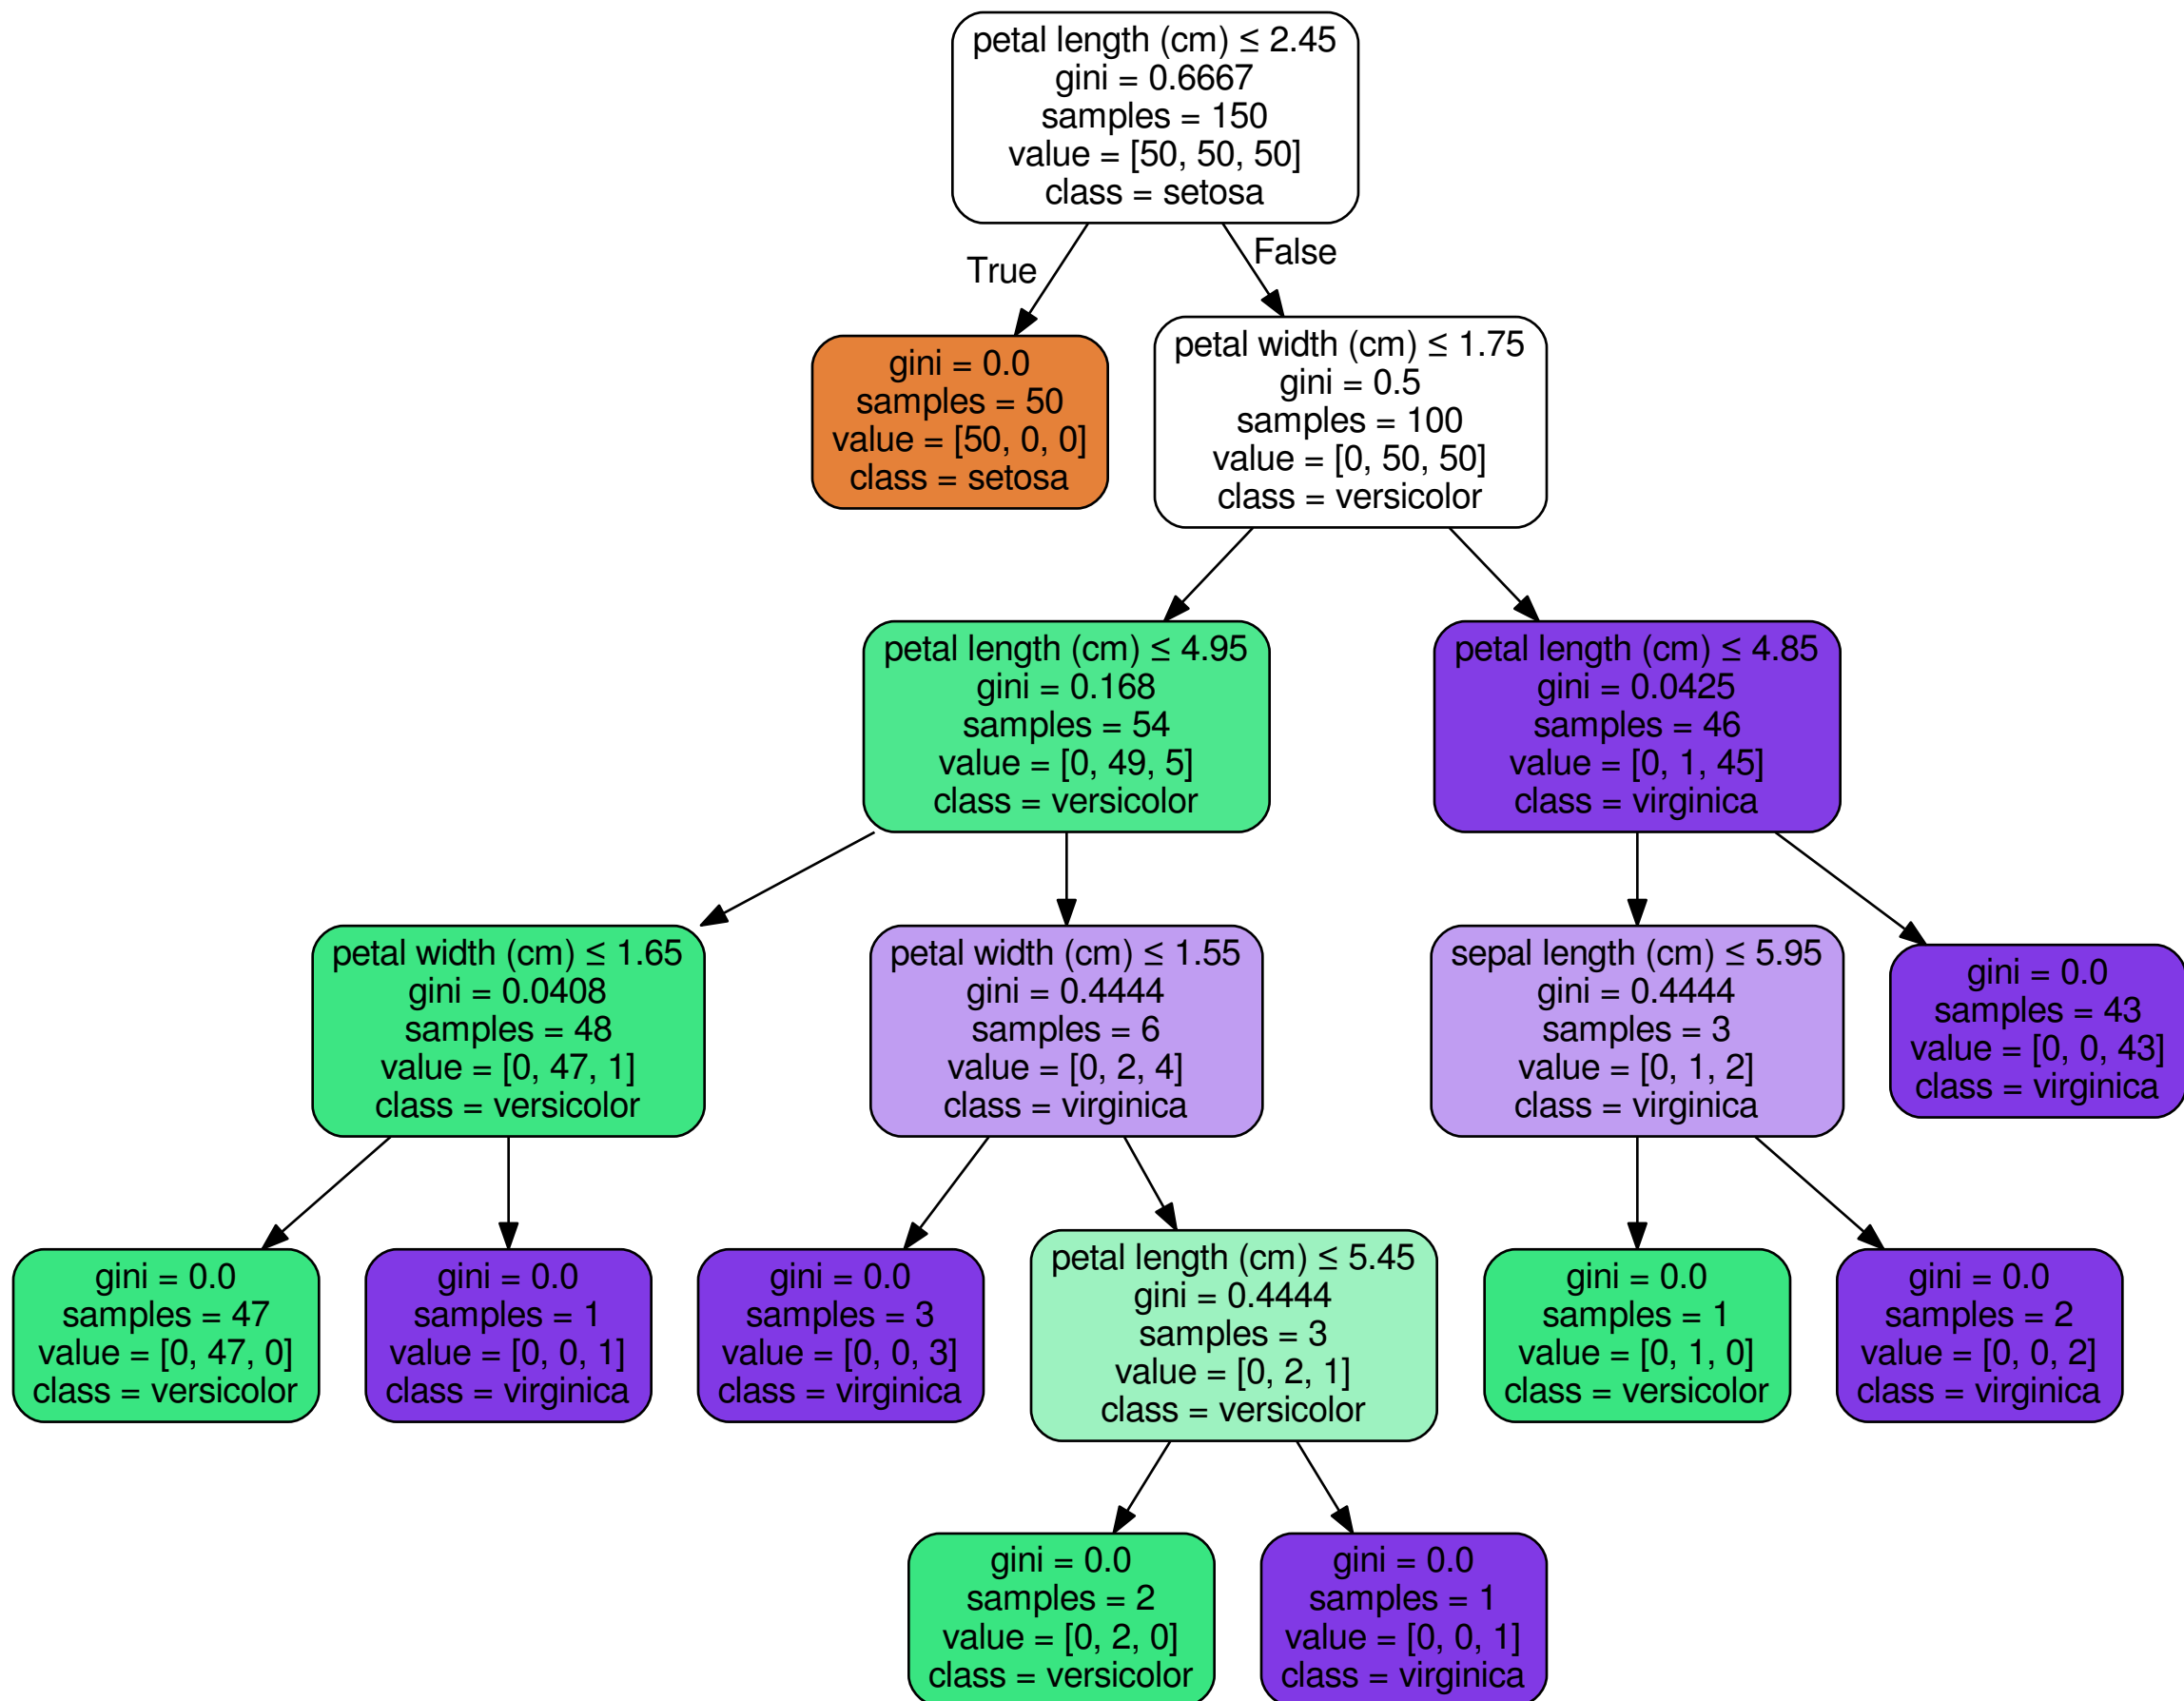 petal length (cm) ≤ 2.45
gini = 0.6667
samples = 150
value = [50, 50, 50]
class = setosa
True
False
gini = 0.0
samples = 50
value = [50, 0, 0]
class = setosa
petal width (cm) ≤ 1.75
gini = 0.5
samples = 100
value = [0, 50, 50]
class = versicolor
petal length (cm) ≤ 4.95
gini = 0.168
samples = 54
value = [0, 49, 5]
class = versicolor
petal length (cm) ≤ 4.85
gini = 0.0425
samples = 46
value = [0, 1, 45]
class = virginica
petal width (cm) ≤ 1.65
gini = 0.0408
samples = 48
value = [0, 47, 1]
class = versicolor
petal width (cm) ≤ 1.55
gini = 0.4444
samples = 6
value = [0, 2, 4]
class = virginica
sepal length (cm) ≤ 5.95
gini = 0.4444
samples = 3
value = [0, 1, 2]
class = virginica
gini = 0.0
samples = 43
value = [0, 0, 43]
class = virginica
gini = 0.0
samples = 47
value = [0, 47, 0]
class = versicolor
gini = 0.0
samples = 1
value = [0, 0, 1]
class = virginica
gini = 0.0
samples = 3
value = [0, 0, 3]
class = virginica
petal length (cm) ≤ 5.45
gini = 0.4444
samples = 3
value = [0, 2, 1]
class = versicolor
gini = 0.0
samples = 1
value = [0, 1, 0]
class = versicolor
gini = 0.0
samples = 2
value = [0, 0, 2]
class = virginica
gini = 0.0
samples = 2
value = [0, 2, 0]
class = versicolor
gini = 0.0
samples = 1
value = [0, 0, 1]
class = virginica